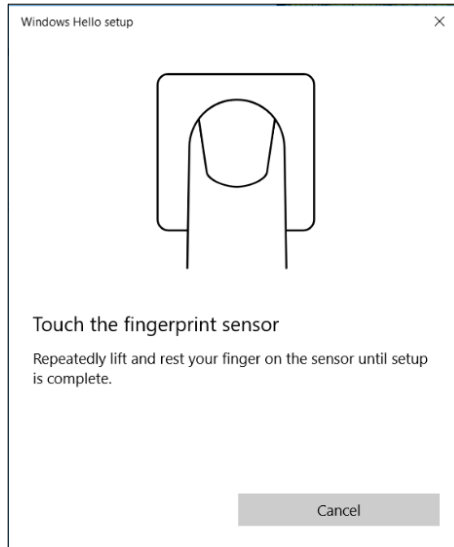 Windows Hello setup
Touch the fingerprint sensor
Repeatedly lift and rest your finger on the sensor until setup
is complete.
Cancel